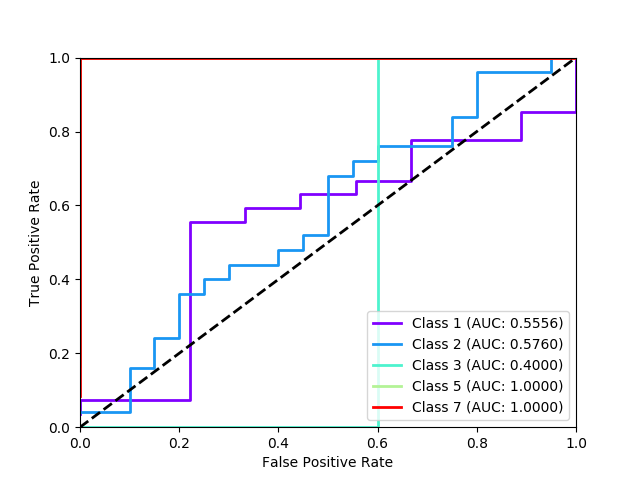 1.0
0.8
0.6
0.4
0.2
0.0
True Positive Rate
Class 1 (AUC: 0.5556)
Class 2 (AUC: 0.5760)
Class 3 (AUC: 0.4000)
Class 5 (AUC: 1.0000)
Class 7 (AUC: 1.0000)
0.0 0.2 0.4 0.6 0.8 1.0
False Positive Rate